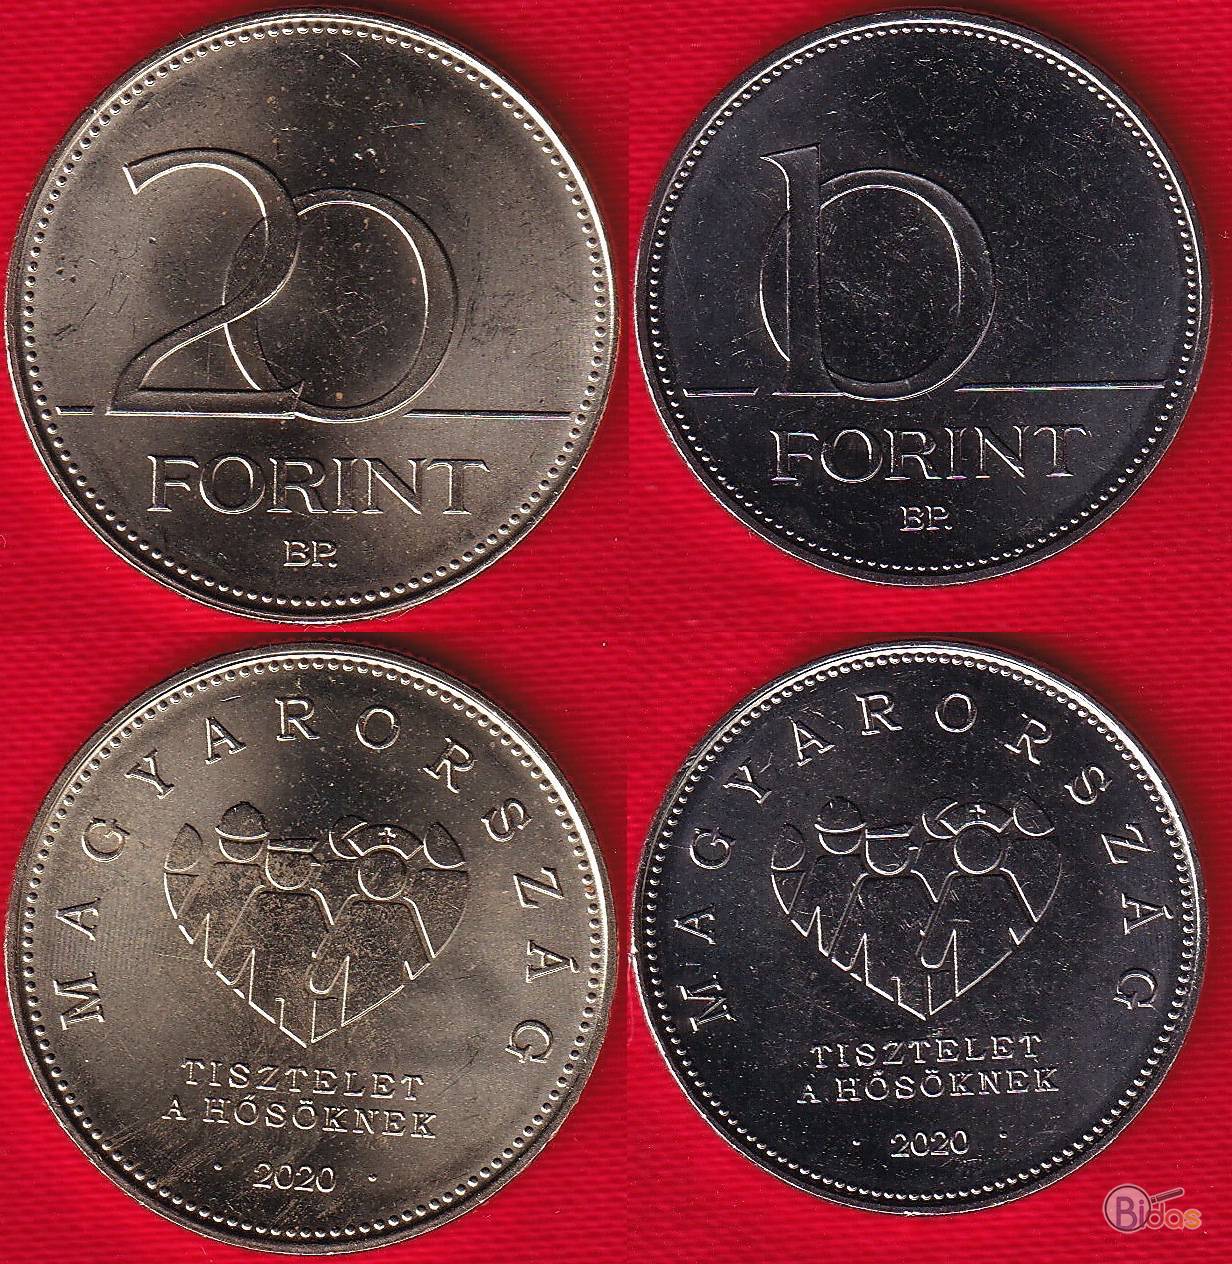 20
FORINT
BP.
10
FORINT
BP.
MAGYARORSZÁG
TISZTELET
A HŐSÖKNEK
· 2020 ·
MAGYARORSZÁG
TISZTELET
A HŐSÖKNEK
· 2020 ·
Bidas